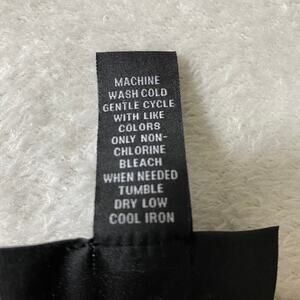 MACHINE
WASH COLD
GENTLE CYCLE
WITH LIKE
COLORS
ONLY NON-
CHLORINE
BLEACH
WHEN NEEDED
TUMBLE
DRY LOW
COOL IRON